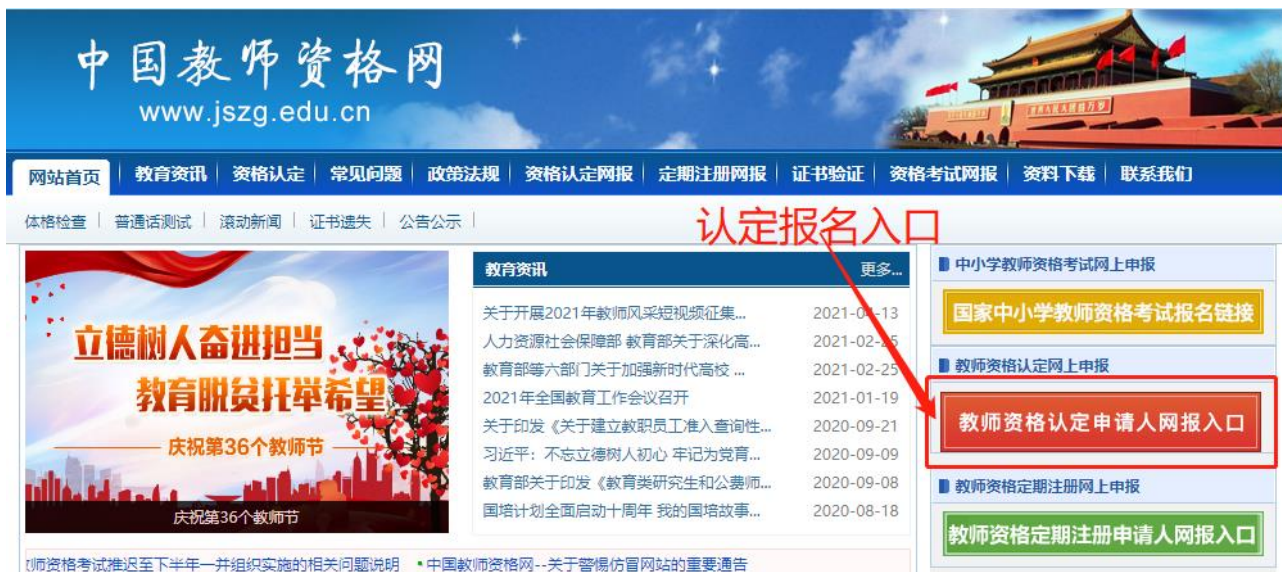 中国教师资格网
www.jszg.edu.cn
网站首页 教育资讯 资格认定 常见问题 政策法规 资格认定网报 定期注册网报 证书验证 资格考试网报 资料下载 联系我们
体格检查 普通话测试 滚动新闻 证书遗失 公告公示
认定报名入口
立德树人奋进担当
教育脱贫托举希望
庆祝第36个教师节
庆祝第36个教师节
教育资讯 更多...
关于开展2021年教师风采短视频征集... 2021-04-13
人力资源社会保障部 教育部关于深化高... 2021-02-25
教育部等六部门关于加强新时代高校 ... 2021-02-25
2021年全国教育工作会议召开 2021-01-19
关于印发《关于建立教职员工准入查询性... 2020-09-21
习近平：不忘立德树人初心 牢记为党育... 2020-09-09
教育部关于印发《教育类研究生和公费师... 2020-09-08
国培计划全面启动十周年 我的国培故事... 2020-08-18
中小学教师资格考试网上申报
国家中小学教师资格考试报名链接
教师资格认定网上申报
教师资格认定申请人网报入口
教师资格定期注册网上申报
教师资格定期注册申请人网报入口
师资格考试推迟至下半年一并组织实施的相关问题说明 •中国教师资格网--关于警惕仿冒网站的重要通告